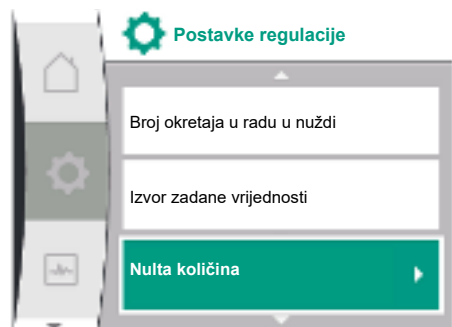 Postavke regulacije
Broj okretaja u radu u nuždi
Izvor zadane vrijednosti
Nulta količina